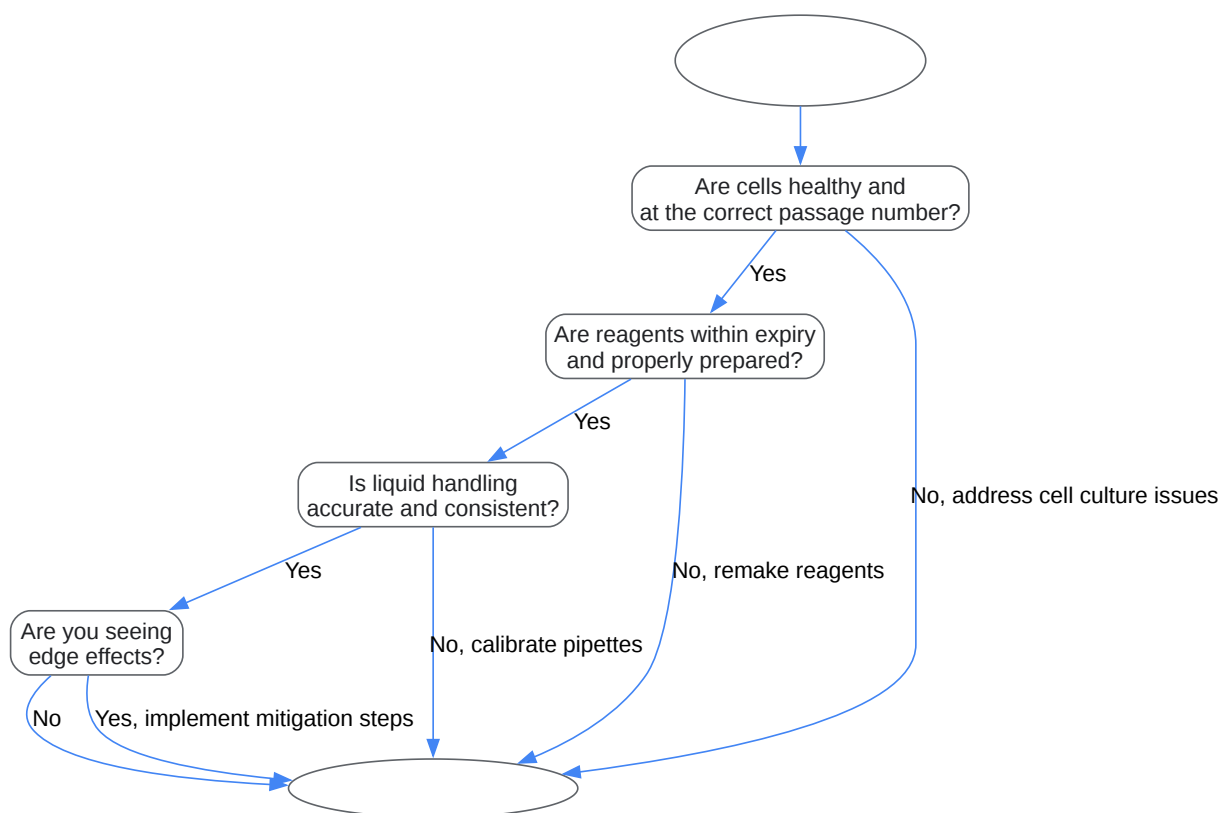 Are cells healthy and
at the correct passage number?
Yes
Are reagents within expiry
and properly prepared?
Yes
Is liquid handling
accurate and consistent?
No, address cell culture issues
Yes
No, remake reagents
Are you seeing
edge effects?
No, calibrate pipettes
No
Yes, implement mitigation steps